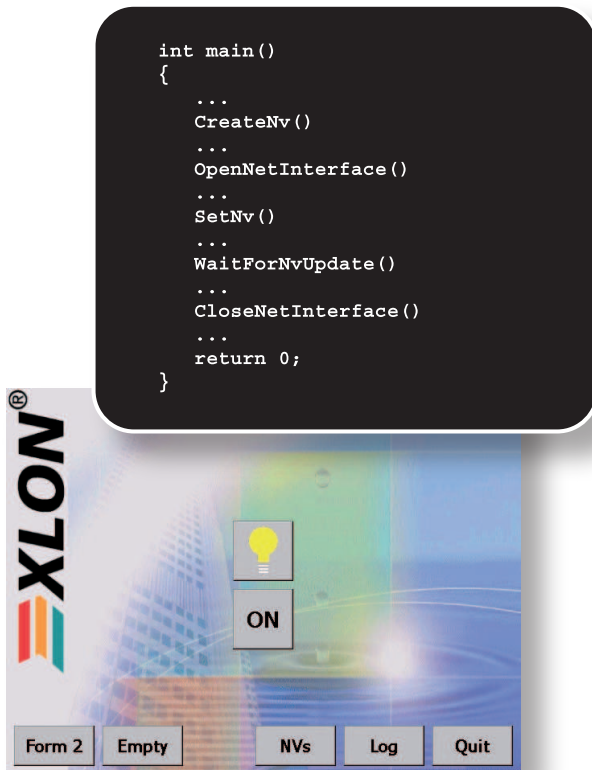 int main()
{
...
CreateNv()
...
OpenNetInterface()
...
SetNv()
...
WaitForNvUpdate()
...
CloseNetInterface()
...
return 0;
}
XLON®
ON
Form 2 Empty NVs Log Quit